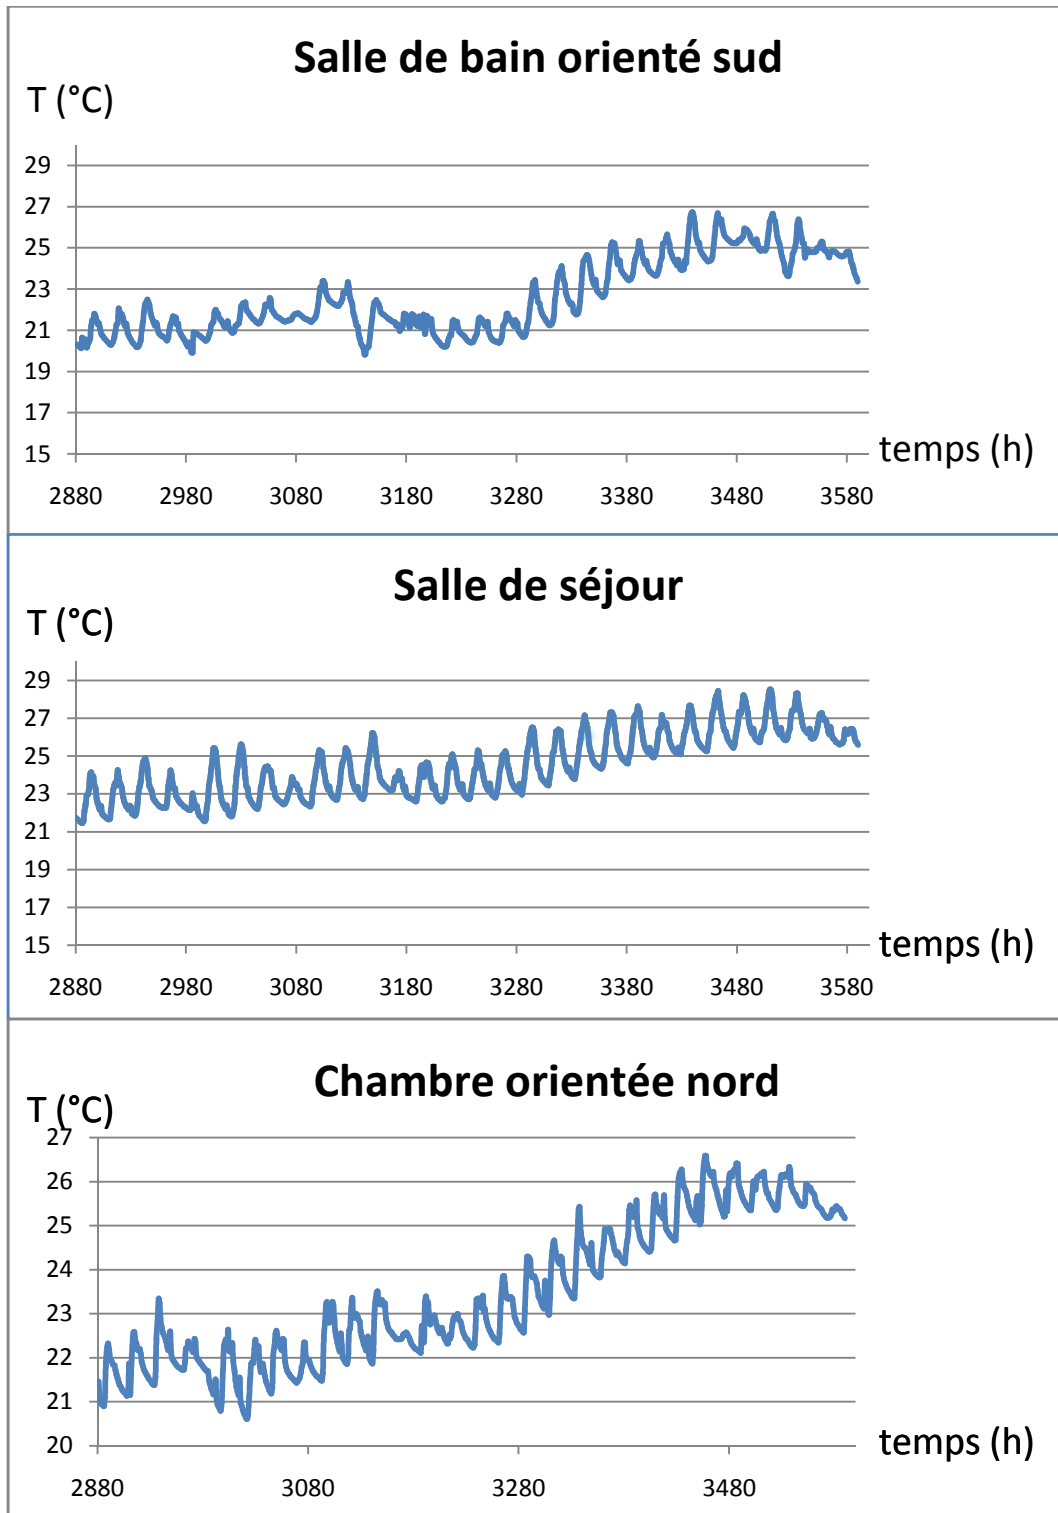 Salle de bain orienté sud
T (°C)
29
27
25
23
21
19
17
15
temps (h)
2880 2980 3080 3180 3280 3380 3480 3580
Salle de séjour
T (°C)
29
27
25
23
21
19
17
15
temps (h)
2880 2980 3080 3180 3280 3380 3480 3580
Chambre orientée nord
T (°C)
27
26
25
24
23
22
21
20
temps (h)
2880 3080 3280 3480